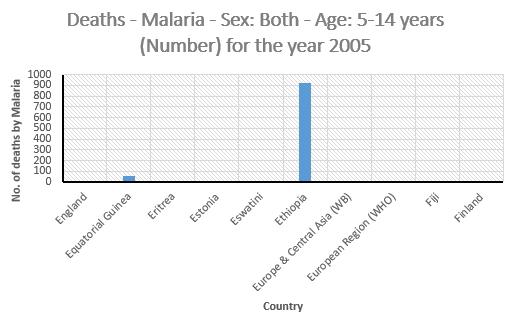 Deaths - Malaria - Sex: Both - Age: 5-14 years
(Number) for the year 2005
No. of deaths by Malaria
1000
900
800
700
600
500
400
300
200
100
0
England
Equatorial Guinea
Eritrea
Estonia
Eswatini
Ethiopia
Europe & Central Asia (WB)
European Region (WHO)
Fiji
Finland
Country